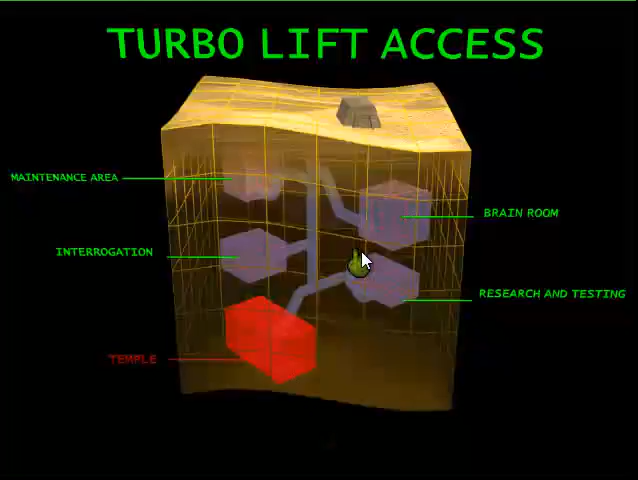 TURBO LIFT ACCESS
MAINTENANCE AREA
BRAIN ROOM
INTERROGATION
RESEARCH AND TESTING
TEMPLE